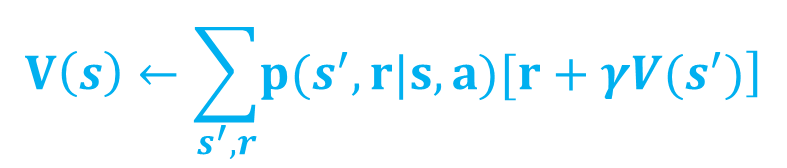 V(s) ← ∑ p(s′, r|s, a)[r + γV(s′)]
s′,r